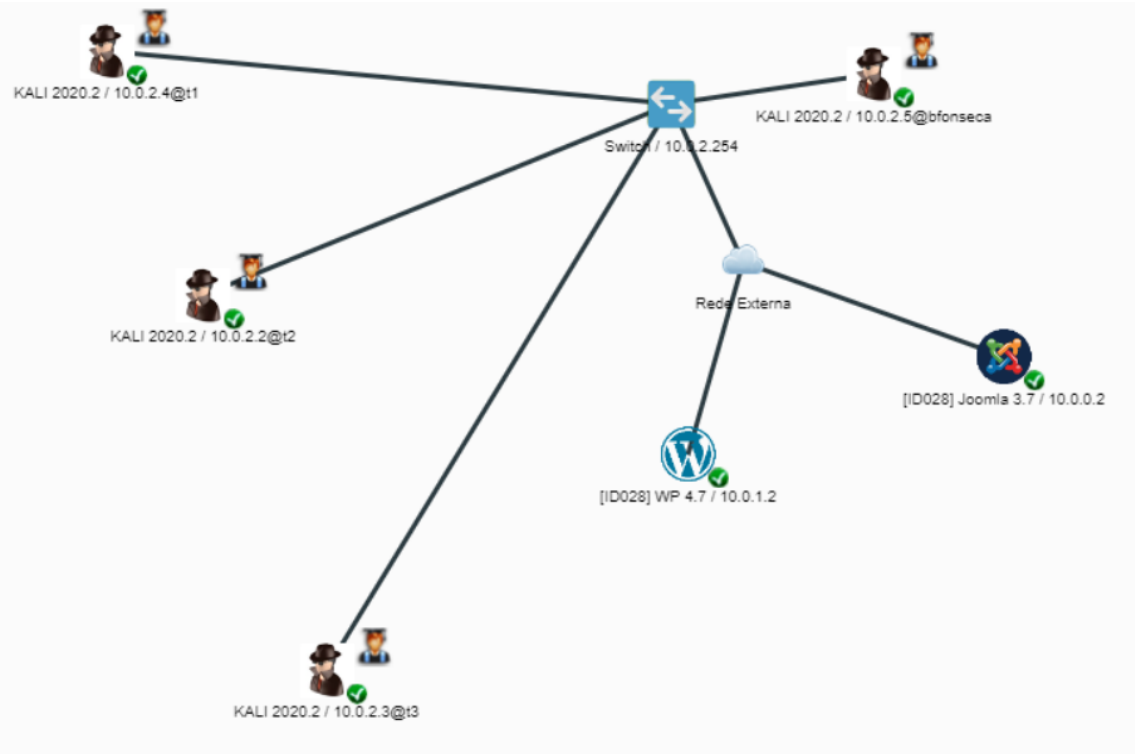 KALI 2020.2 / 10.0.2.4@t1
KALI 2020.2 / 10.0.2.5@bfonseca
Switch / 10.0.2.254
Rede Externa
KALI 2020.2 / 10.0.2.2@t2
[ID028] Joomla 3.7 / 10.0.0.2
[ID028] WP 4.7 / 10.0.1.2
KALI 2020.2 / 10.0.2.3@t3